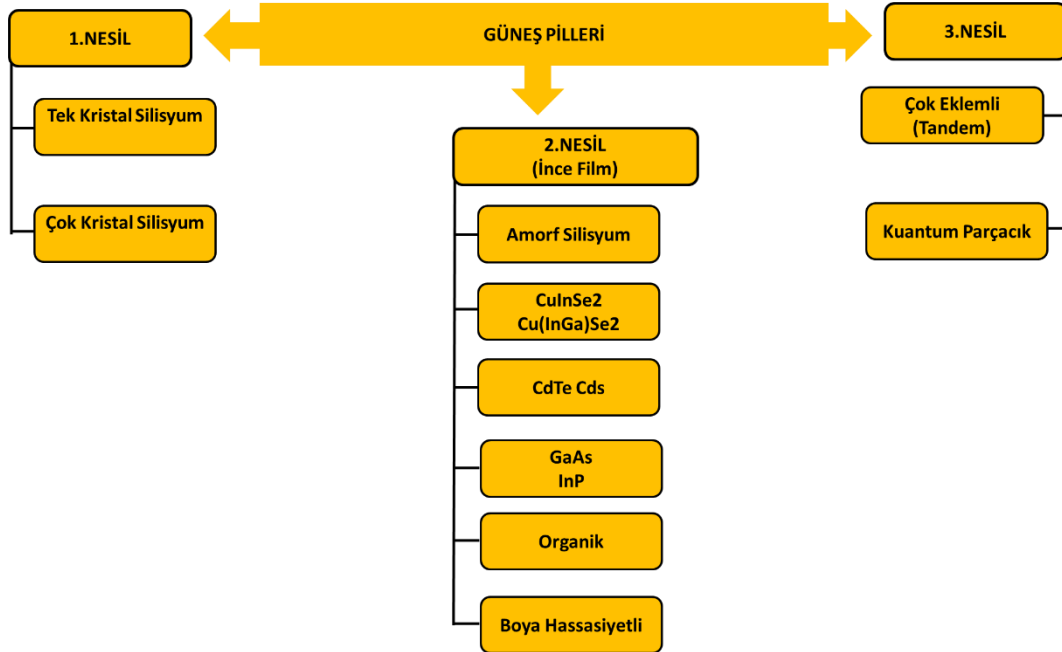 GÜNEŞ PİLLERİ
1.NESİL
Tek Kristal Silisyum
Çok Kristal Silisyum
2.NESİL
(İnce Film)
Amorf Silisyum
CuInSe2
Cu(InGa)Se2
CdTe Cds
GaAs
InP
Organik
Boya Hassasiyetli
3.NESİL
Çok Eklemli
(Tandem)
Kuantum Parçacık